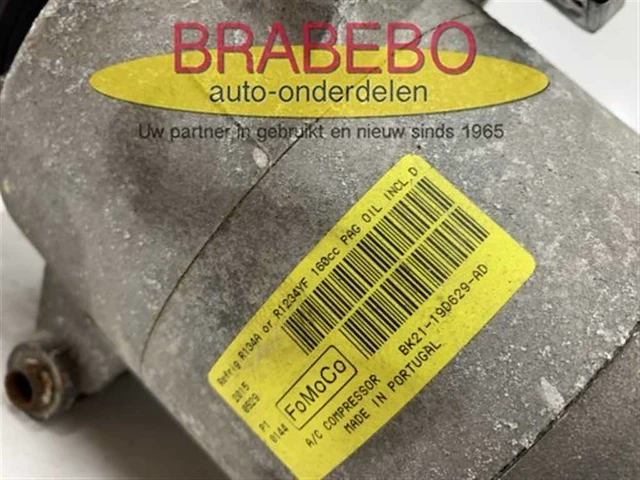 BRABEBO
auto-onderdelen
Uw partner in gebruikt en nieuw sinds 1965
Refrig R134A or R1234YF 160cc PAG OIL INCL,D
2015
0529
P1
0144
FoMoCo
BK21-19D629-AD
A/C COMPRESSOR
MADE IN PORTUGAL